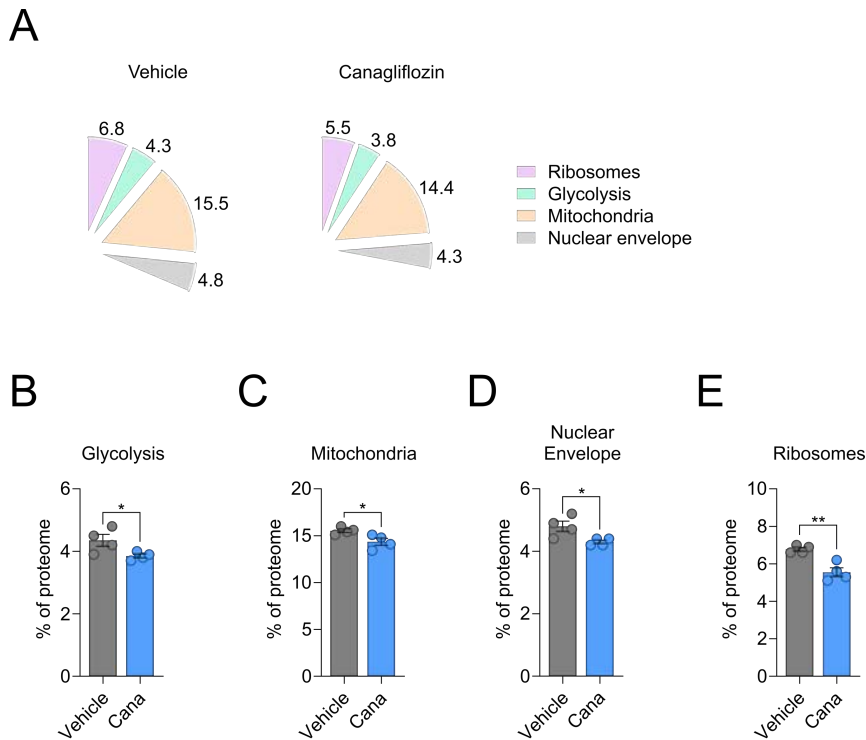 A
Vehicle
Canagliflozin
6.8
4.3
15.5
4.8
5.5
3.8
14.4
4.3
Ribosomes
Glycolysis
Mitochondria
Nuclear envelope
B
Glycolysis
% of proteome
6
4
2
0
*
Vehicle
Cana
C
Mitochondria
% of proteome
20
15
10
5
0
*
Vehicle
Cana
D
Nuclear
Envelope
% of proteome
6
4
2
0
*
Vehicle
Cana
E
Ribosomes
% of proteome
10
8
6
4
2
0
**
Vehicle
Cana